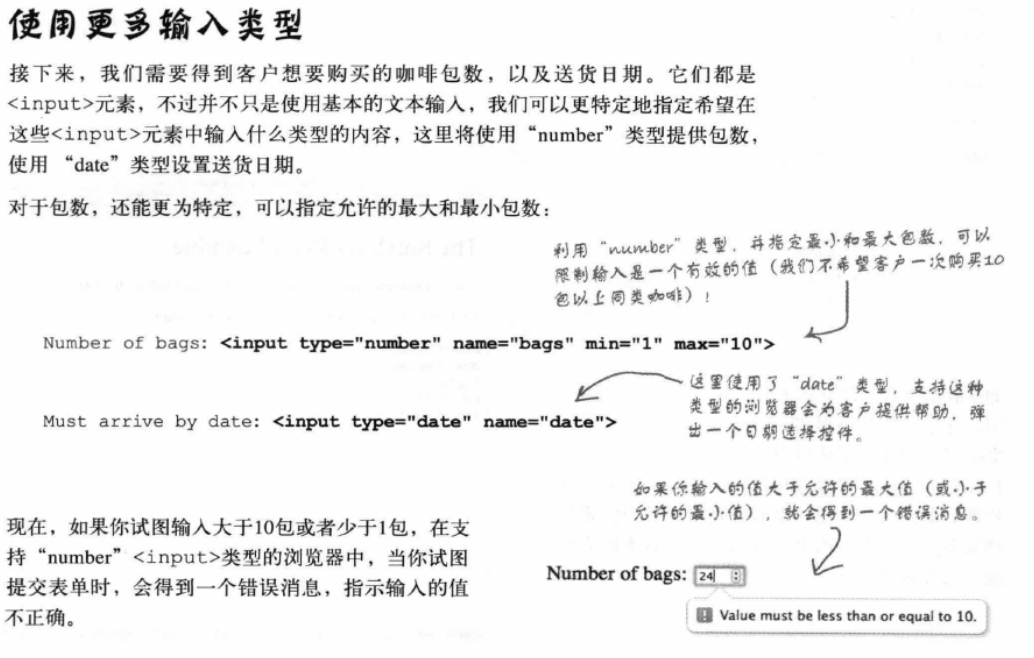 使用更多输入类型
接下来，我们需要得到客户想要购买的咖啡包数，以及送货日期。它们都是
<input>元素，不过并不只是使用基本的文本输入，我们可以更特定地指定希望在
这些<input>元素中输入什么类型的内容，这里将使用“number”类型提供包数，
使用 “date”类型设置送货日期。
对于包数，还能更为特定，可以指定允许的最大和最小包数：
利用“number”类型，并指定最小和最大包数，可以
限制输入是一个有效的值（我们不希望客户一次购买10
包以上同类咖啡）！
Number of bags: <input type="number" name="bags" min="1" max="10">
这里使用了“date”类型，支持这种
类型的浏览器会为客户提供帮助，弹
出一个日期选择控件。
Must arrive by date: <input type="date" name="date">
如果你输入的值大于允许的最大值（或小于
允许的最小值），就会得到一个错误消息。
现在，如果你试图输入大于10包或者少于1包，在支
持“number”<input>类型的浏览器中，当你试图
提交表单时，会得到一个错误消息，指示输入的值
不正确。
Number of bags: 24
Value must be less than or equal to 10.